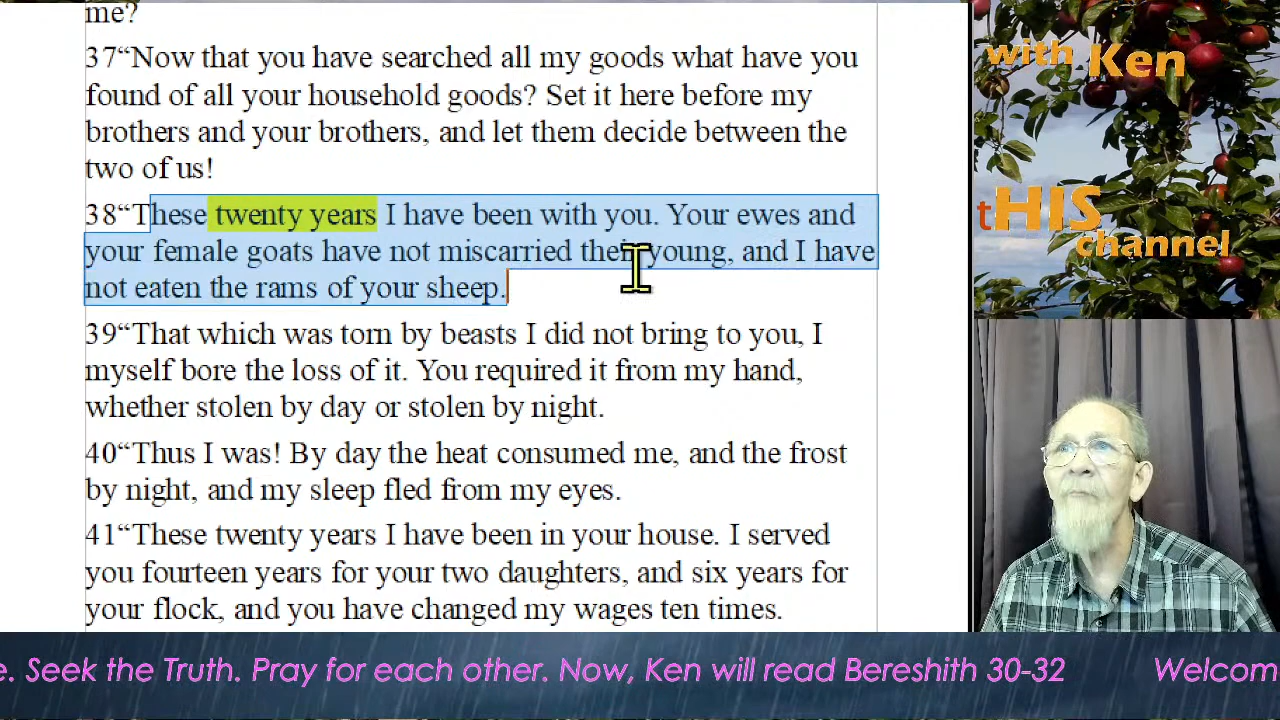 me?
37“Now that you have searched all my goods what have you
found of all your household goods? Set it here before my
brothers and your brothers, and let them decide between the
two of us!
38“These twenty years I have been with you. Your ewes and
your female goats have not miscarried their young, and I have
not eaten the rams of your sheep.
39“That which was torn by beasts I did not bring to you, I
myself bore the loss of it. You required it from my hand,
whether stolen by day or stolen by night.
40“Thus I was! By day the heat consumed me, and the frost
by night, and my sleep fled from my eyes.
41“These twenty years I have been in your house. I served
you fourteen years for your two daughters, and six years for
your flock, and you have changed my wages ten times.
with Ken
tHIS
channel
e. Seek the Truth. Pray for each other. Now, Ken will read Bereshith 30-32 Welcom